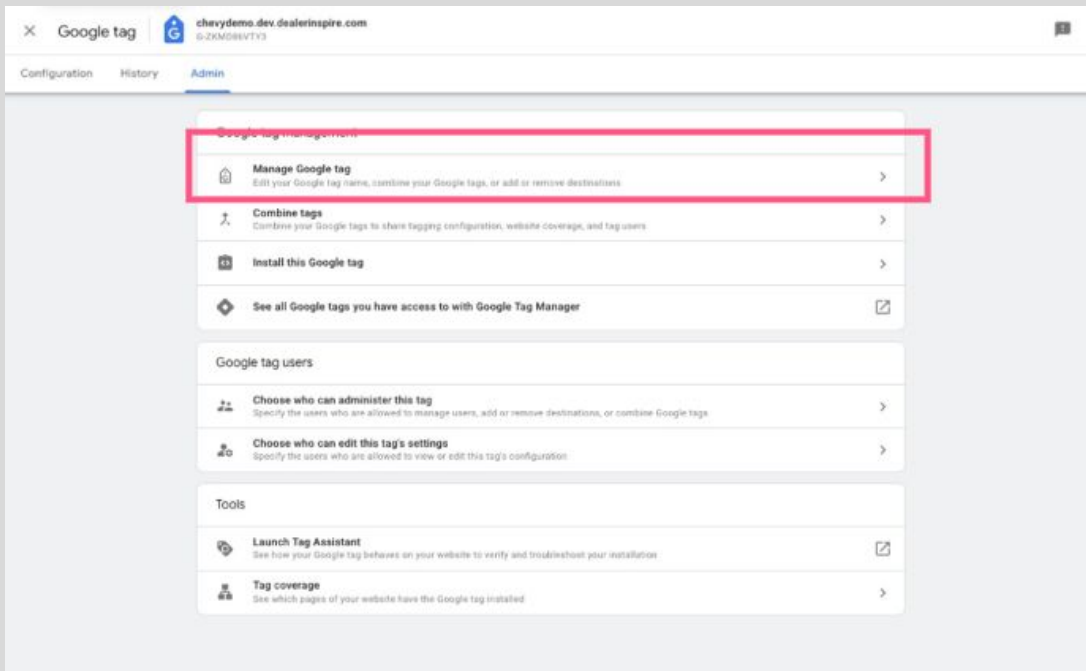 Google tag
chevydemo.dev.dealerinspire.com
Configuration
History
Admin
Google tag management
Manage Google tag
Edit your Google tag name, combine your Google tags, or add or remove destinations
Combine tags
Combine your Google tags to share tagging configuration, website coverage, and tag users
Install this Google tag
See all Google tags you have access to with Google Tag Manager
Google tag users
Choose who can administer this tag
Specify the users who are allowed to manage users, add or remove destinations, or combine Google tags
Choose who can edit this tag's settings
Specify the users who are allowed to view or edit this tag's configuration
Tools
Launch Tag Assistant
See how your Google tag behaves on your website to verify and troubleshoot your installation
Tag coverage
See which pages of your website have the Google tag installed